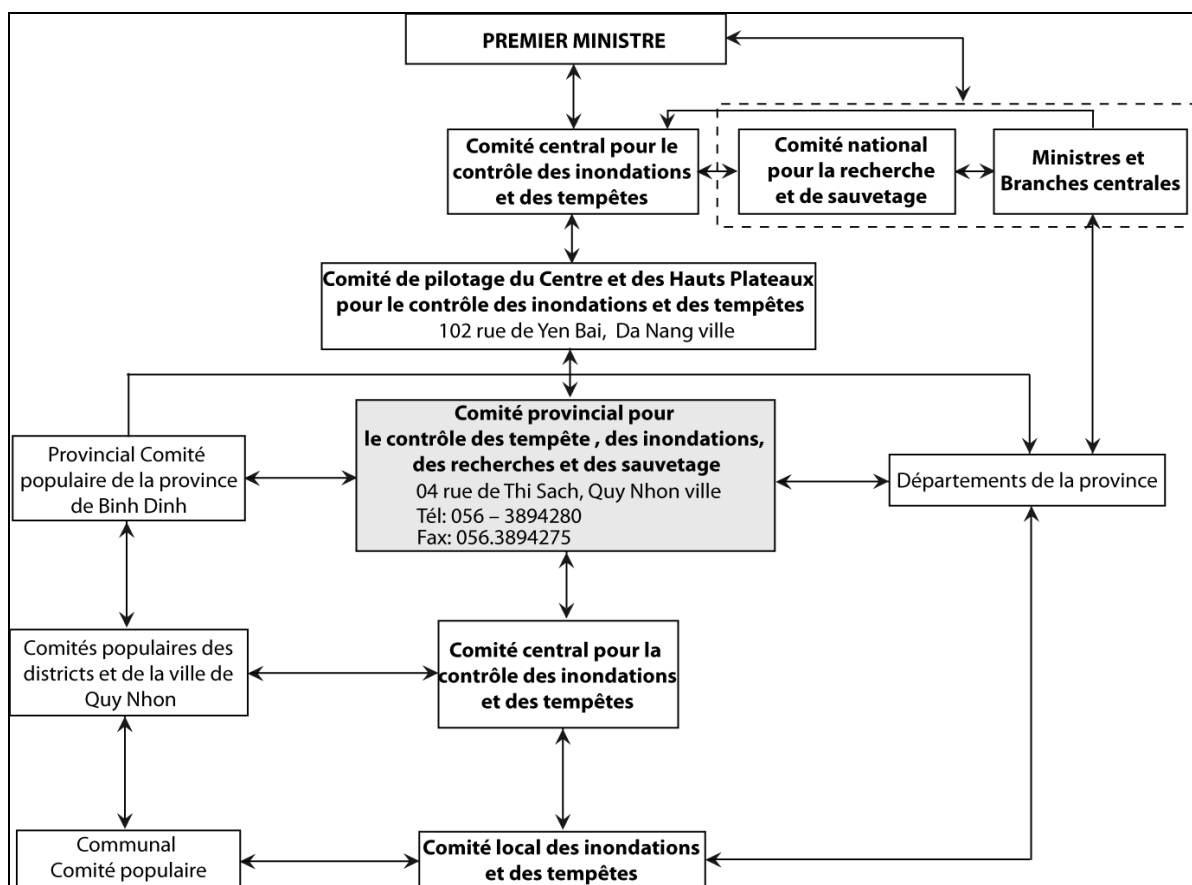 PREMIER MINISTRE
Comité central pour le
contrôle des inondations
et des tempêtes
Comité national
pour la recherche
et de sauvetage
Ministres et
Branches centrales
Comité de pilotage du Centre et des Hauts Plateaux
pour le contrôle des inondations et des tempêtes
102 rue de Yen Bai, Da Nang ville
Provincial Comité
populaire de la province
de Binh Dinh
Comité provincial pour
le contrôle des tempête , des inondations,
des recherches et des sauvetage
04 rue de Thi Sach, Quy Nhon ville
Tél: 056 – 3894280
Fax: 056.3894275
Départements de la province
Comités populaires des
districts et de la ville de
Quy Nhon
Comité central pour la
contrôle des inondations
et des tempêtes
Communal
Comité populaire
Comité local des inondations
et des tempêtes